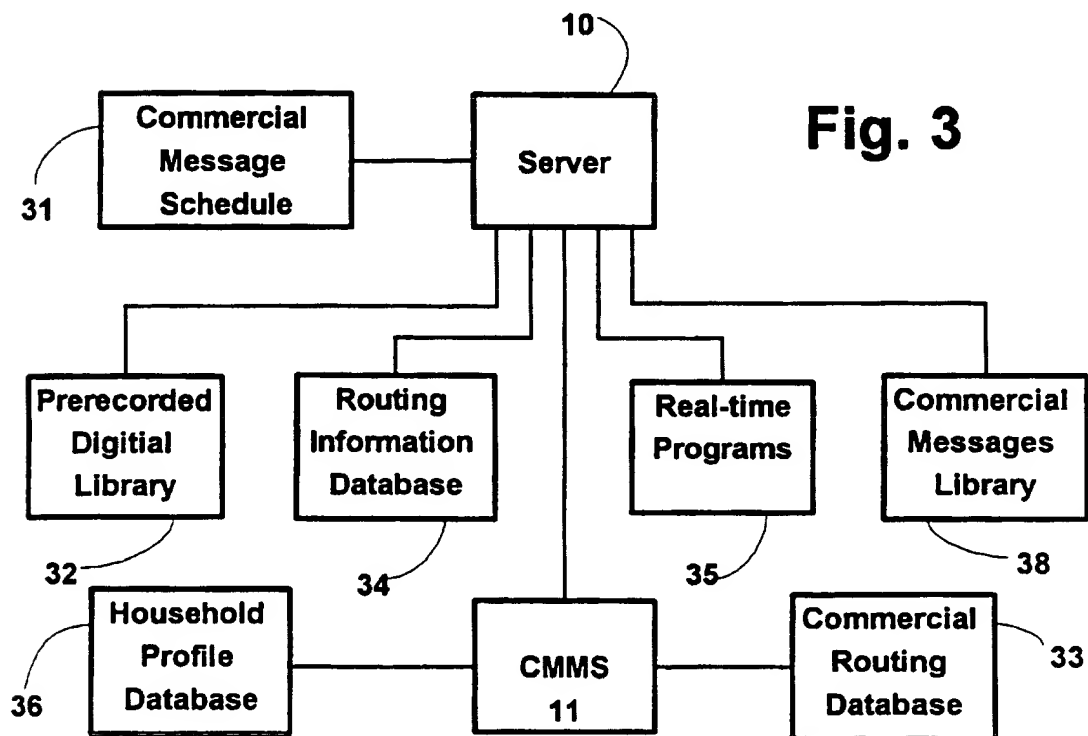 10
Fig. 3
Commercial
Message
Schedule
31
Server
Prerecorded
Digitial
Library
32
Routing
Information
Database
34
Real-time
Programs
35
Commercial
Messages
Library
38
Household
Profile
Database
36
CMMS
11
Commercial
Routing
Database
33